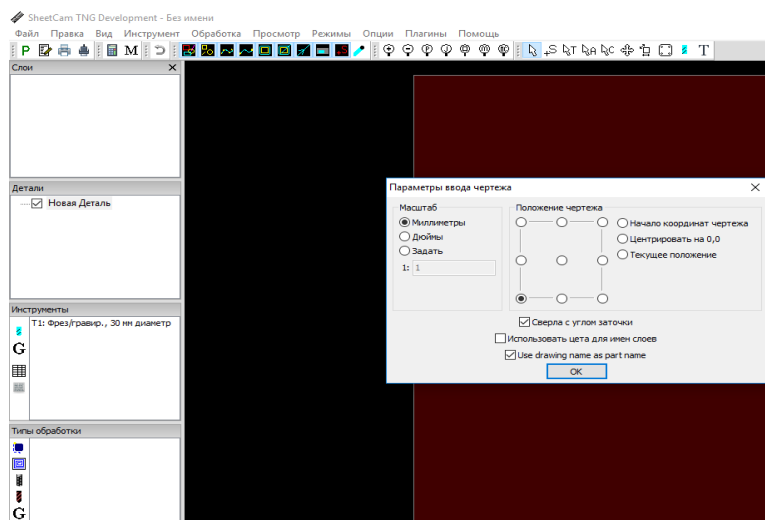 SheetCam TNG Development - Без имени
Файл Правка Вид Инструмент Обработка Просмотр Режимы Опции Плагины Помощь
P M S T A C T
Слои
Детали
Новая Деталь
Инструменты
T1: Фрез/гравир., 30 мм диаметр
G
Типы обработки
G
Параметры ввода чертежа
Масштаб
Миллиметры
Дюймы
Задать
1: 1
Положение чертежа
Начало координат чертежа
Центрировать на 0,0
Текущее положение
Сверла с углом заточки
Использовать цета для имен слоев
Use drawing name as part name
OK